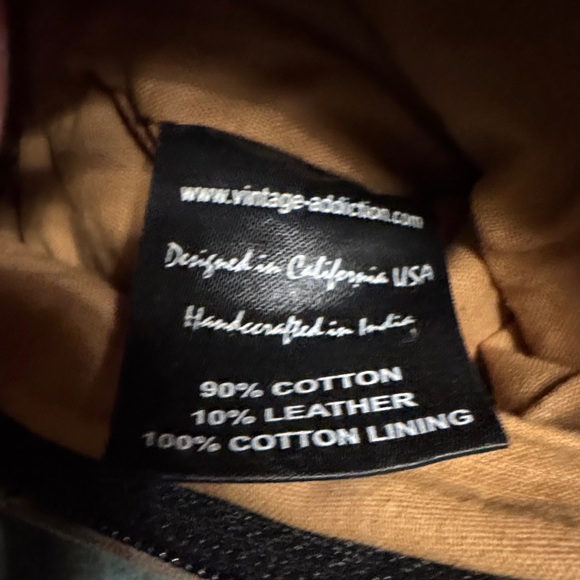 www.vintage-addiction.com
Designed in California USA
Handcrafted in India
90% COTTON
10% LEATHER
100% COTTON LINING